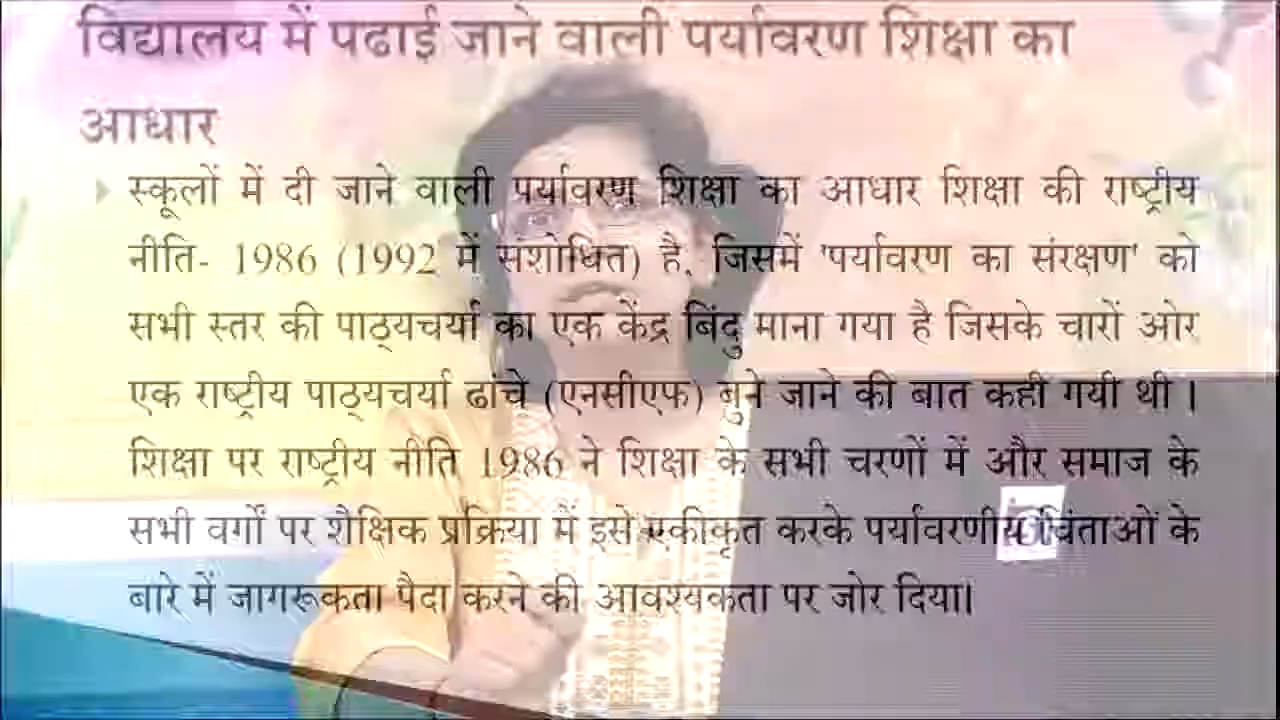 विद्यालय में पढाई जाने वाली पर्यावरण शिक्षा का
आधार
स्कूलों में दी जाने वाली पर्यावरण शिक्षा का आधार शिक्षा की राष्ट्रीय
नीति- 1986 (1992 में संशोधित) है, जिसमें 'पर्यावरण का संरक्षण' को
सभी स्तर की पाठ्यचर्या का एक केंद्र बिंदु माना गया है जिसके चारों ओर
एक राष्ट्रीय पाठ्यचर्या ढांचे (एनसीएफ) बुने जाने की बात कही गयी थी ।
शिक्षा पर राष्ट्रीय नीति 1986 ने शिक्षा के सभी चरणों में और समाज के
सभी वर्गों पर शैक्षिक प्रक्रिया में इसे एकीकृत करके पर्यावरणीय चिंताओं के
बारे में जागरूकता पैदा करने की आवश्यकता पर जोर दिया।